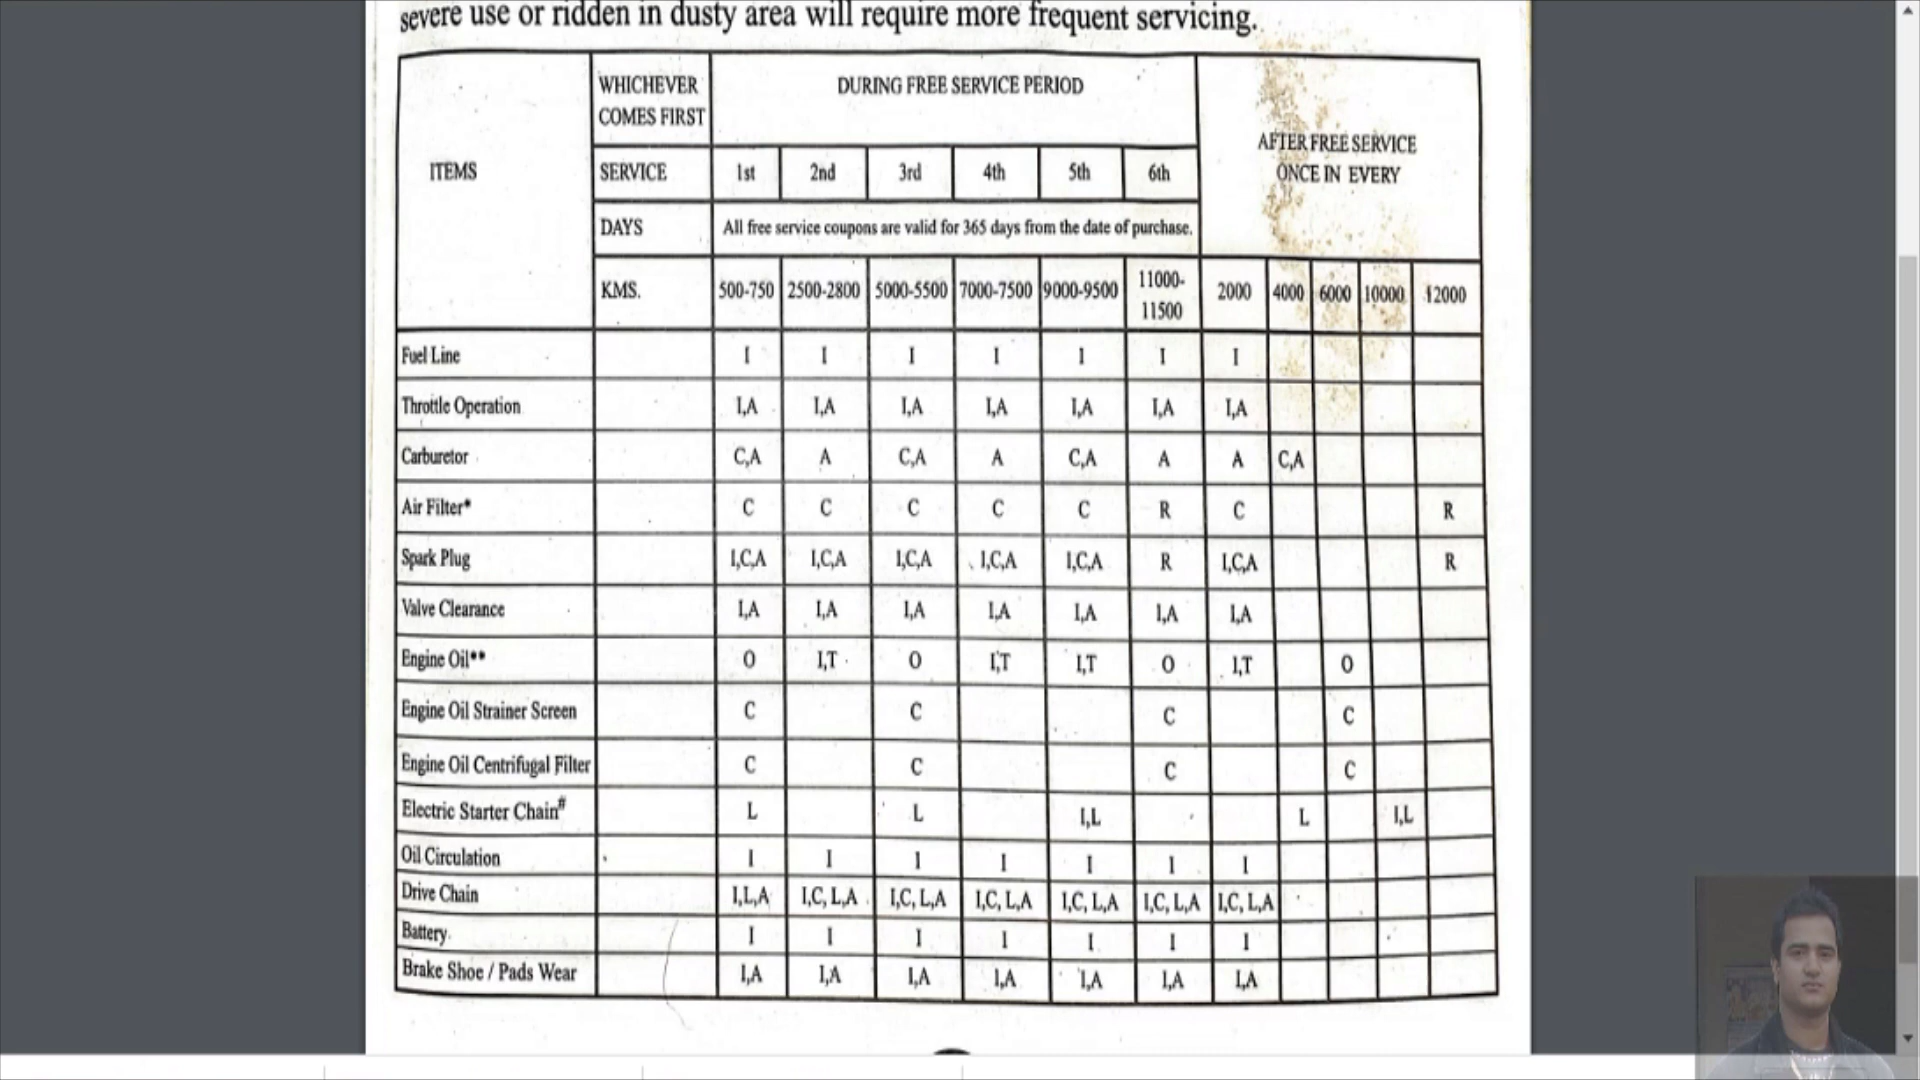 severe use or ridden in dusty area will require more frequent servicing.
ITEMS
WHICHEVER
COMES FIRST
DURING FREE SERVICE PERIOD
AFTER FREE SERVICE
ONCE IN EVERY
SERVICE 1st 2nd 3rd 4th 5th 6th
DAYS All free service coupons are valid for 365 days from the date of purchase.
KMS. 500-750 2500-2800 5000-5500 7000-7500 9000-9500 11000-11500 2000 4000 6000 10000 12000
Fuel Line I I I I I I I
Throttle Operation I,A I,A I,A I,A I,A I,A I,A
Carburetor C,A A C,A A C,A A A C,A
Air Filter* C C C C C R C R
Spark Plug I,C,A I,C,A I,C,A I,C,A I,C,A R I,C,A R
Valve Clearance I,A I,A I,A I,A I,A I,A I,A
Engine Oil** O I,T O I,T I,T O I,T O
Engine Oil Strainer Screen C C C C
Engine Oil Centrifugal Filter C C C C
Electric Starter Chain# L L I,L L I,L
Oil Circulation I I I I I I I
Drive Chain I,L,A I,C, L,A I,C, L,A I,C, L,A I,C, L,A I,C, L,A I,C, L,A
Battery I I I I I I I
Brake Shoe / Pads Wear I,A I,A I,A I,A I,A I,A I,A